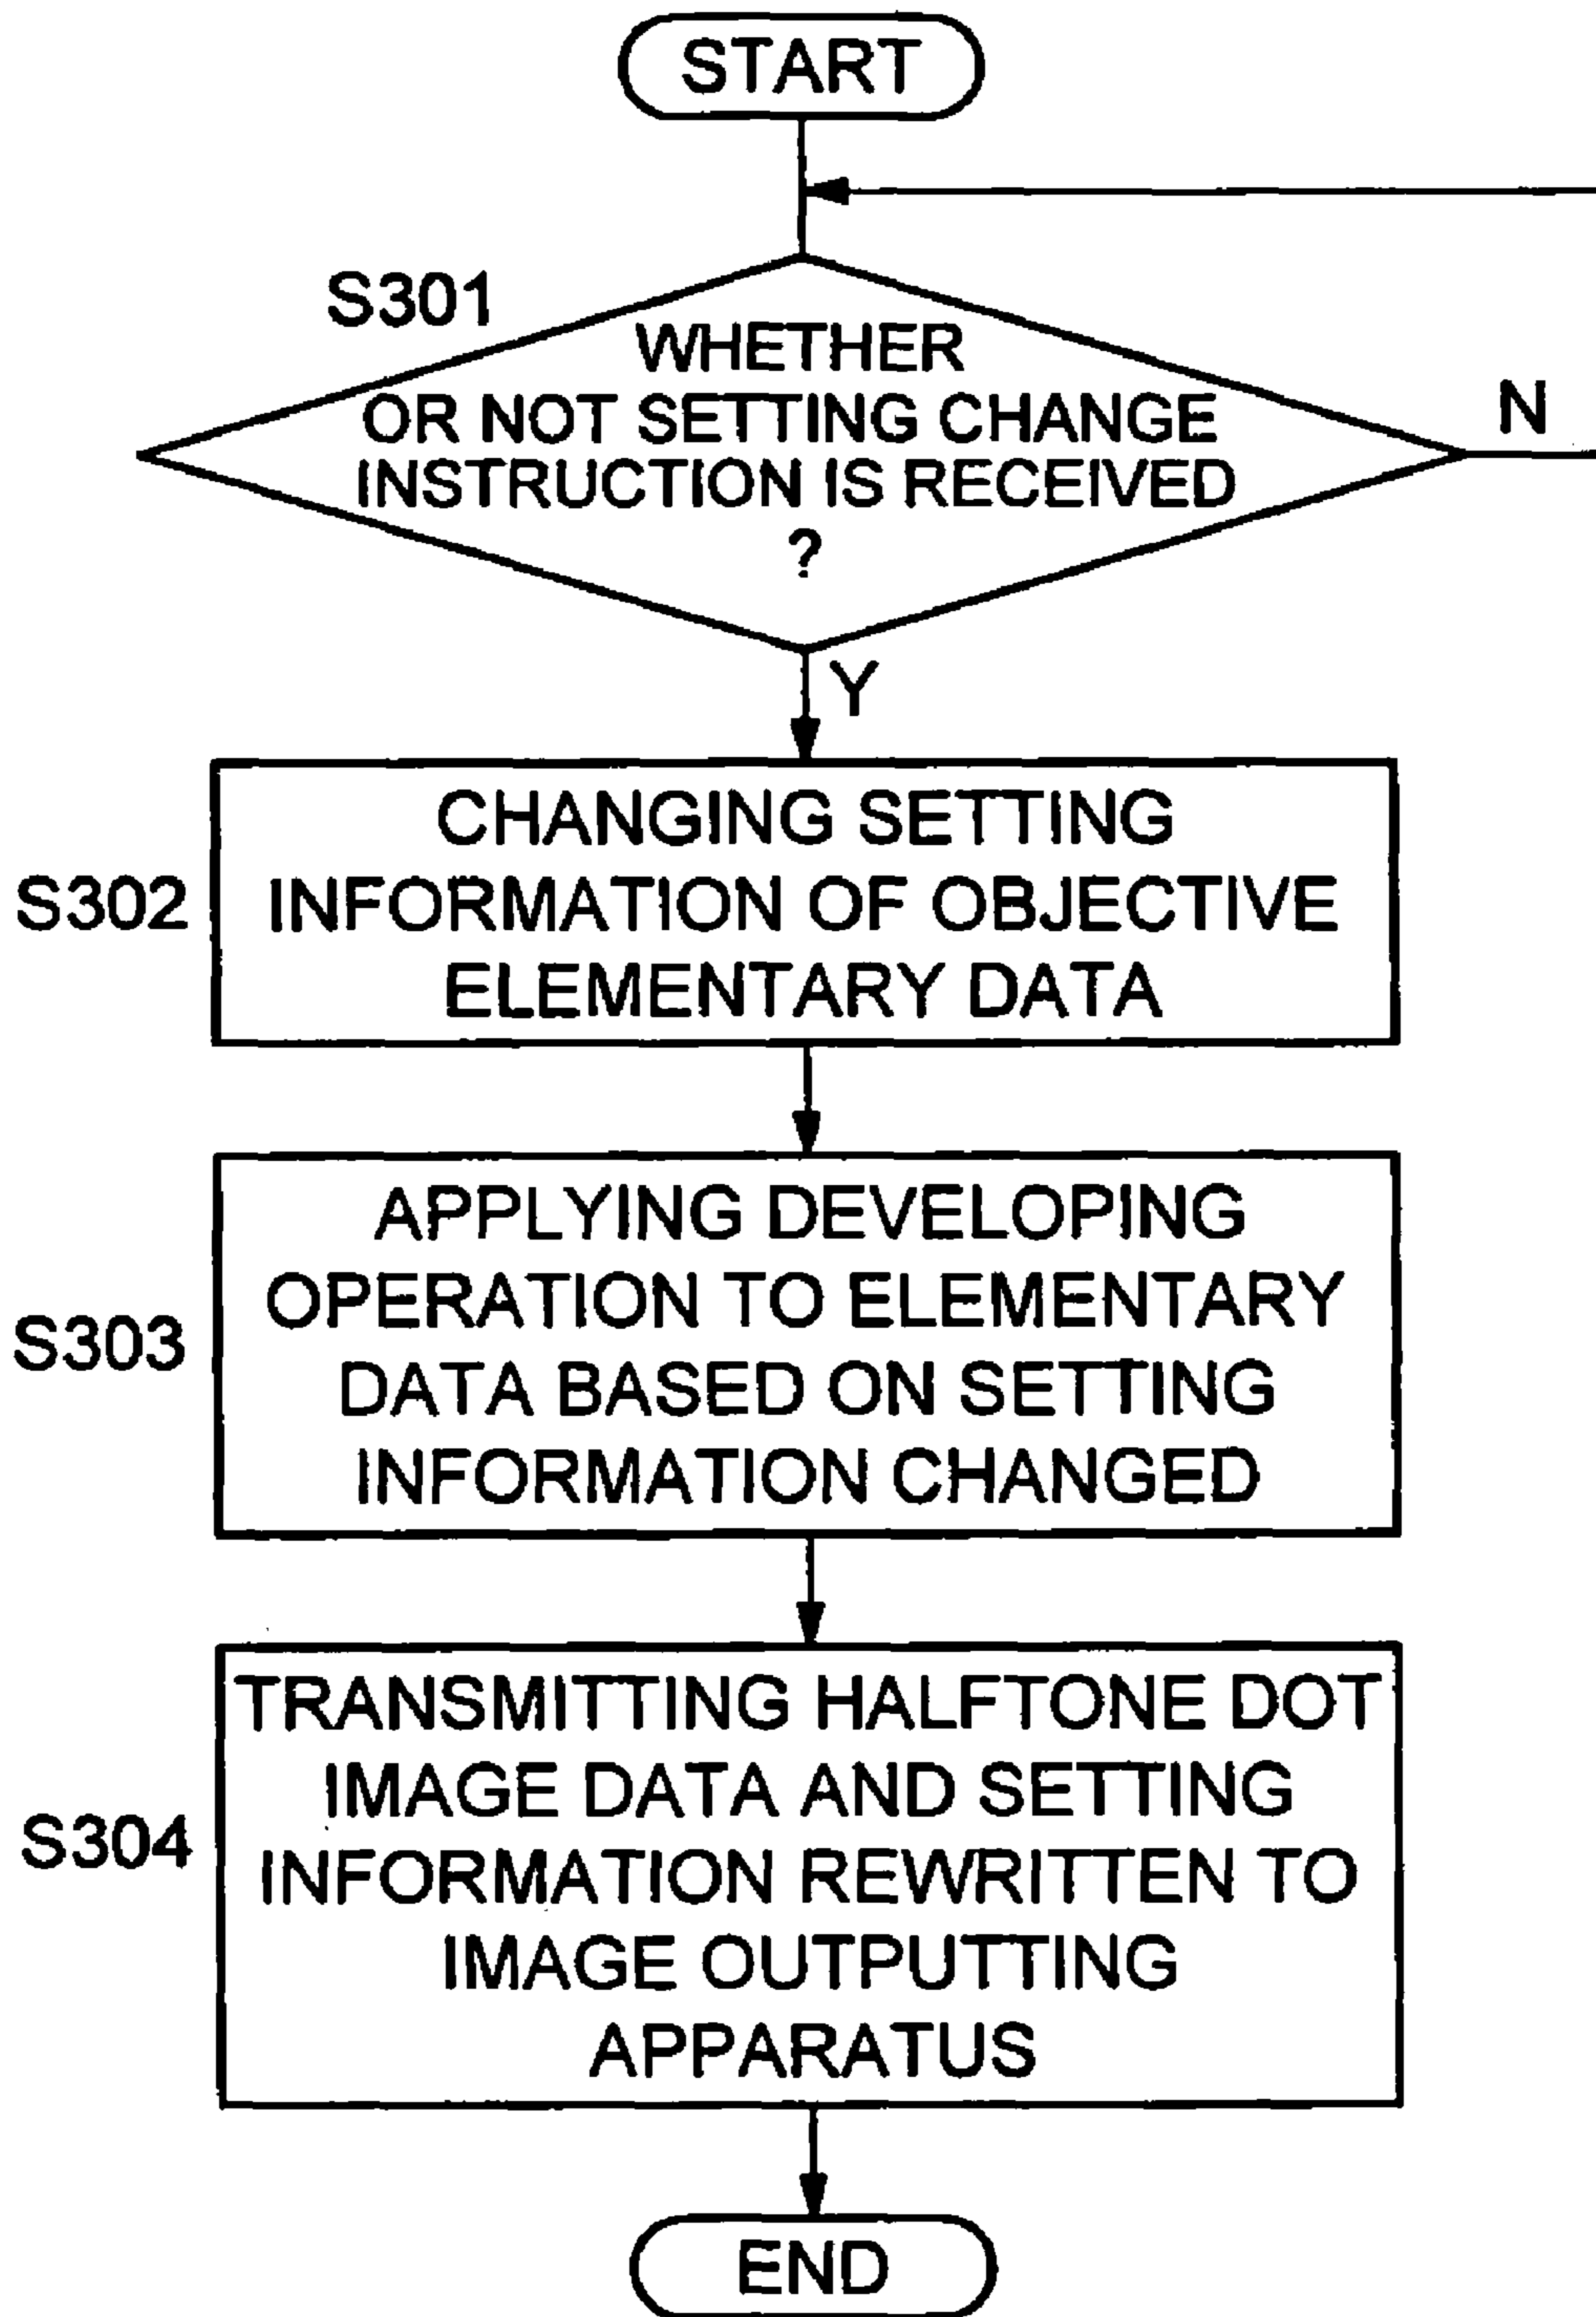 START
S301
WHETHER
OR NOT SETTING CHANGE
INSTRUCTION IS RECEIVED
?
N
Y
S302
CHANGING SETTING
INFORMATION OF OBJECTIVE
ELEMENTARY DATA
S303
APPLYING DEVELOPING
OPERATION TO ELEMENTARY
DATA BASED ON SETTING
INFORMATION CHANGED
S304
TRANSMITTING HALFTONE DOT
IMAGE DATA AND SETTING
INFORMATION REWRITTEN TO
IMAGE OUTPUTTING
APPARATUS
END